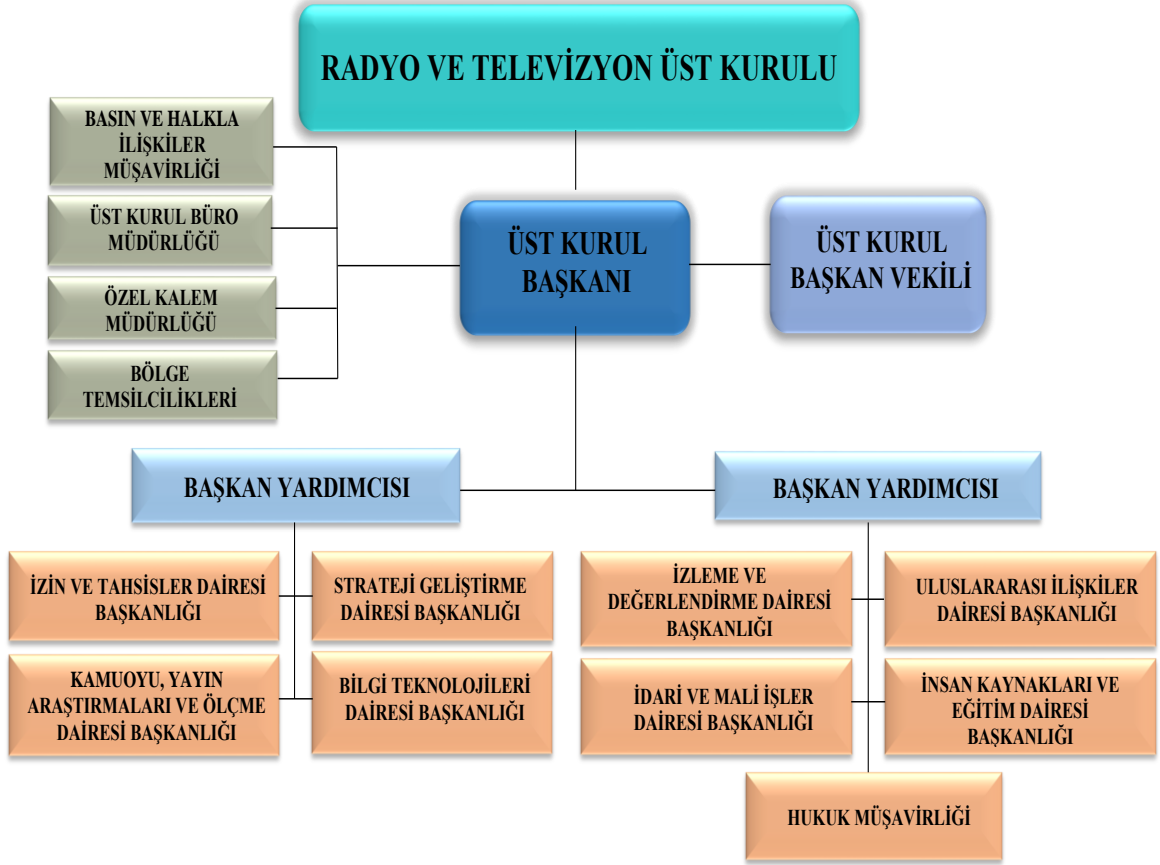 RADYO VE TELEVİZYON ÜST KURULU
BASIN VE HALKLA
İLİŞKİLER
MÜŞAVİRLİĞİ
ÜST KURUL BÜRO
MÜDÜRLÜĞÜ
ÖZEL KALEM
MÜDÜRLÜĞÜ
BÖLGE
TEMSİLCİLİKLERİ
ÜST KURUL
BAŞKANI
ÜST KURUL
BAŞKAN VEKİLİ
BAŞKAN YARDIMCISI
İZİN VE TAHSİSLER DAİRESİ
BAŞKANLIĞI
STRATEJİ GELİŞTİRME
DAİRESİ BAŞKANLIĞI
KAMUOYU, YAYIN
ARAŞTIRMALARI VE ÖLÇME
DAİRESİ BAŞKANLIĞI
BİLGİ TEKNOLOJİLERİ
DAİRESİ BAŞKANLIĞI
BAŞKAN YARDIMCISI
İZLEME VE
DEĞERLENDİRME DAİRESİ
BAŞKANLIĞI
ULUSLARARASI İLİŞKİLER
DAİRESİ BAŞKANLIĞI
İDARİ VE MALİ İŞLER
DAİRESİ BAŞKANLIĞI
İNSAN KAYNAKLARI VE
EĞİTİM DAİRESİ
BAŞKANLIĞI
HUKUK MÜŞAVİRLİĞİ